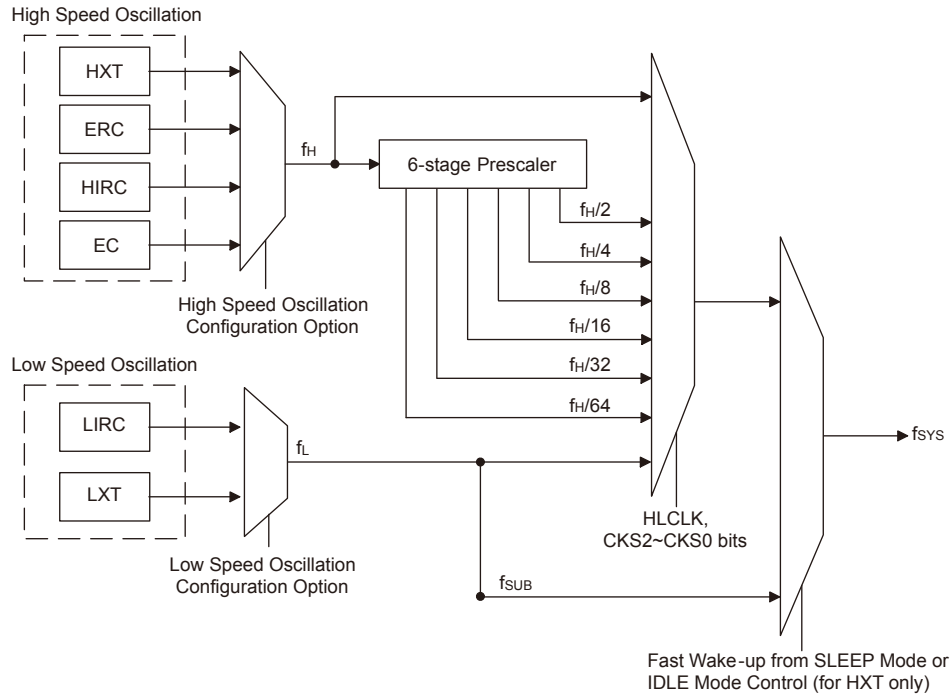 High Speed Oscillation
HXT
ERC
HIRC
EC
fH
6-stage Prescaler
fH/2
fH/4
fH/8
fH/16
fH/32
fH/64
High Speed Oscillation
Configuration Option
Low Speed Oscillation
LIRC
LXT
fL
Low Speed Oscillation
Configuration Option
HLCLK,
CKS2~CKS0 bits
fSUB
fSYS
Fast Wake-up from SLEEP Mode or
IDLE Mode Control (for HXT only)